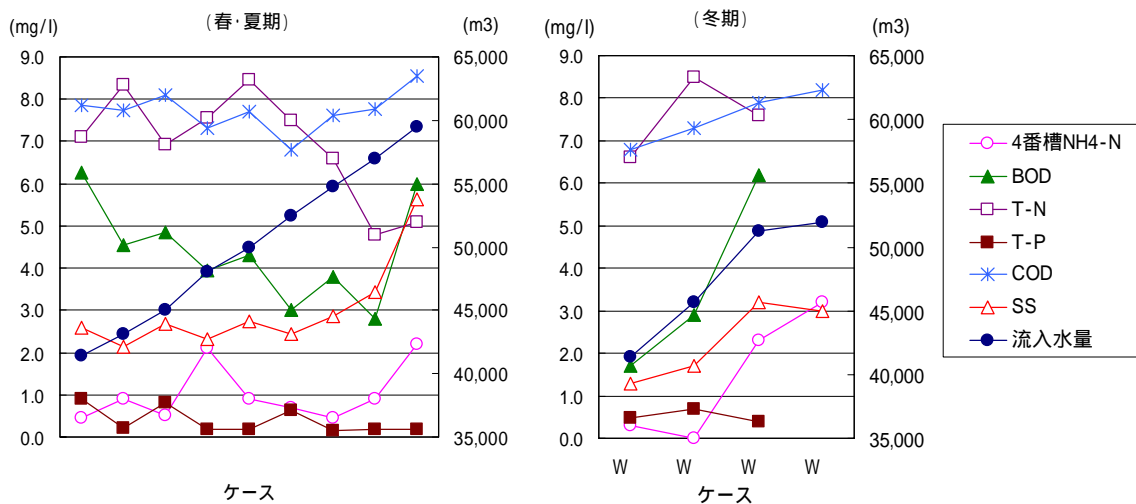 (春・夏期)
(mg/l)
(m3)
9.0
8.0
7.0
6.0
5.0
4.0
3.0
2.0
1.0
0.0
65,000
60,000
55,000
50,000
45,000
40,000
35,000
ケース
(冬期)
(mg/l)
(m3)
9.0
8.0
7.0
6.0
5.0
4.0
3.0
2.0
1.0
0.0
65,000
60,000
55,000
50,000
45,000
40,000
35,000
W W W W
ケース
4番槽NH4-N
BOD
T-N
T-P
COD
SS
流入水量